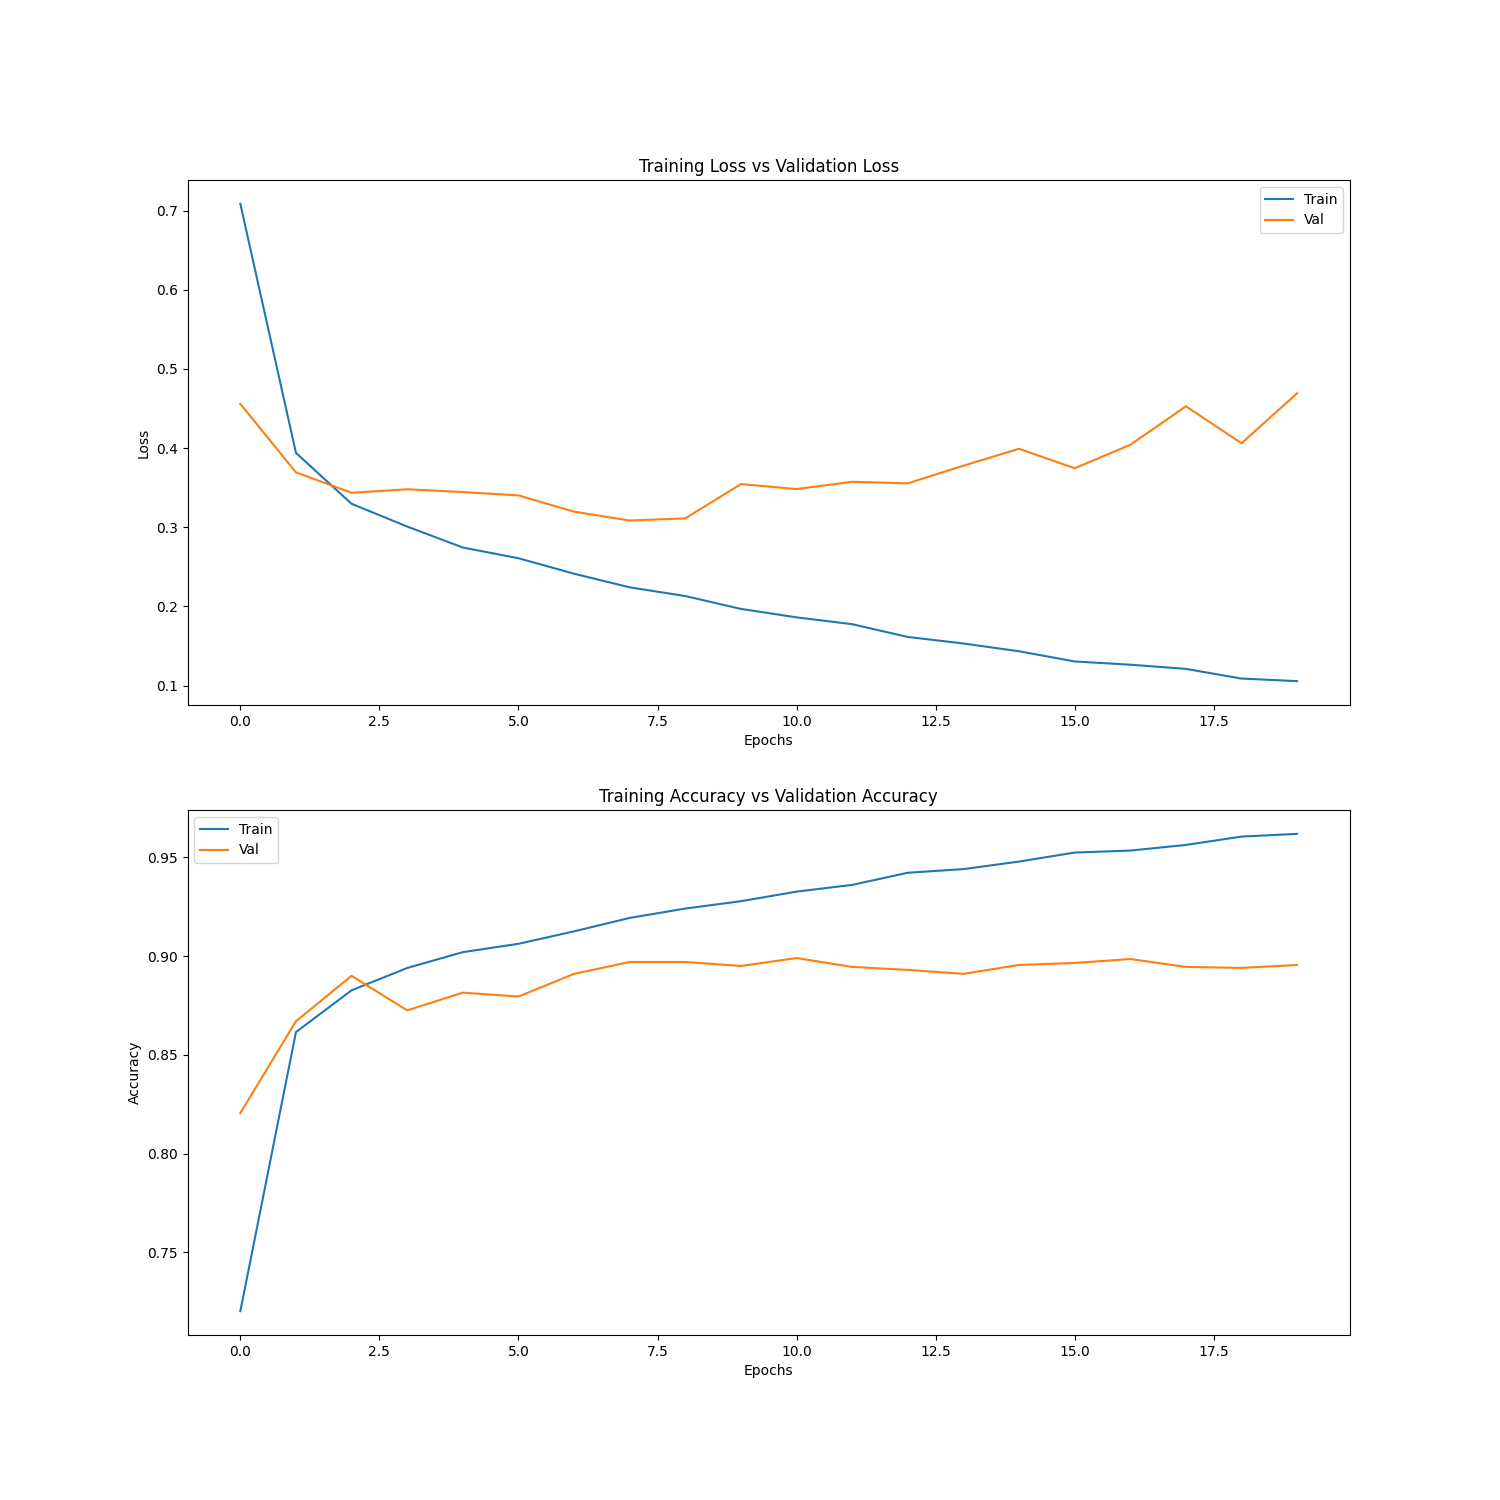 Training Loss vs Validation Loss
Train
Val
0.7
0.6
0.5
0.4
0.3
0.2
0.1
Loss
0.0 2.5 5.0 7.5 10.0 12.5 15.0 17.5
Epochs
Training Accuracy vs Validation Accuracy
Train
Val
0.95
0.90
0.85
0.80
0.75
Accuracy
0.0 2.5 5.0 7.5 10.0 12.5 15.0 17.5
Epochs